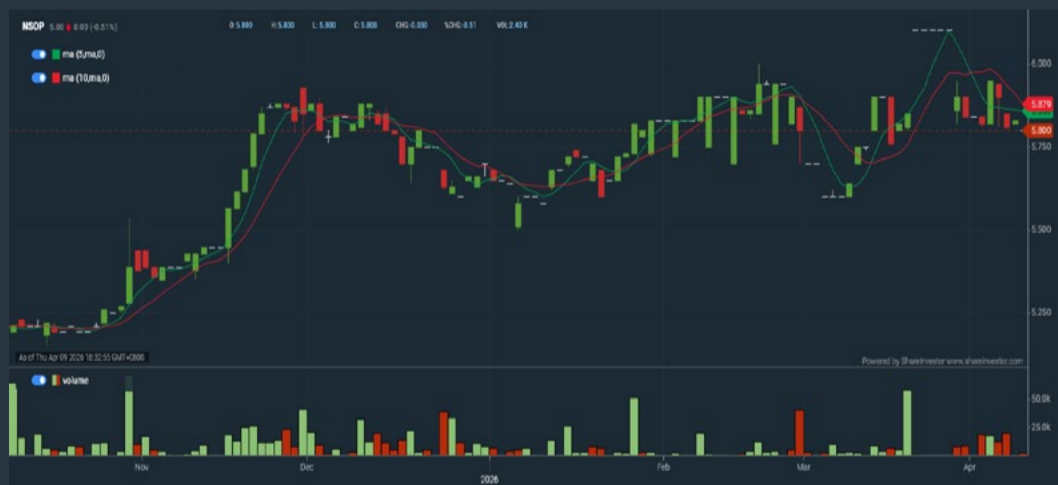 NSOP 5.80 0.03 (-0.51%) O:5.800 H:5.800 L: 5.800 C: 5.800 CHG:-0.030 %CHG:-0.51 VOL:2.40 K
ma (5,ma,0)
ma (10,ma,0)
6.000
5.879
5.800
5.750
5.500
5.250
As of Thu Apr 09 2026 18:32:55 GMT+0800
Powered by ShareInvestor www.shareinvestor.com
volume
50.0k
25.0k
Nov Dec 2026 Feb Mar Apr